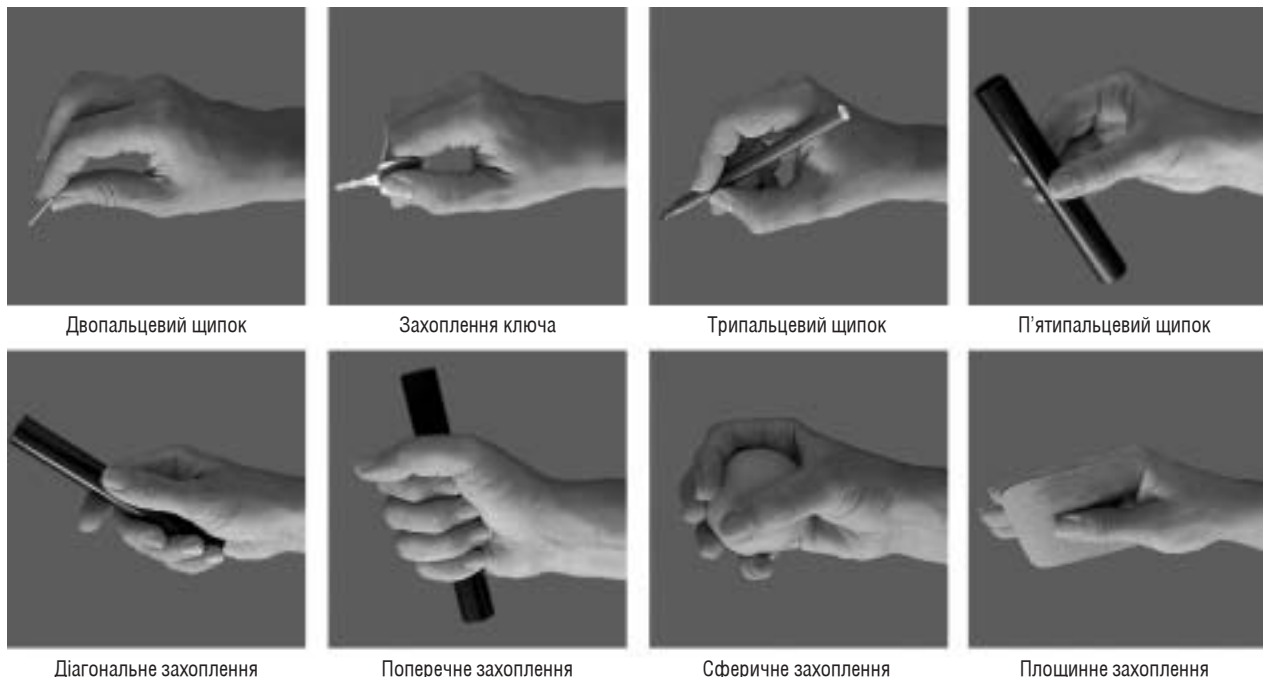 Двопальцевий щипок
Захоплення ключа
Трипальцевий щипок
П’ятипальцевий щипок
Діагональне захоплення
Поперечне захоплення
Сферичне захоплення
Площинне захоплення